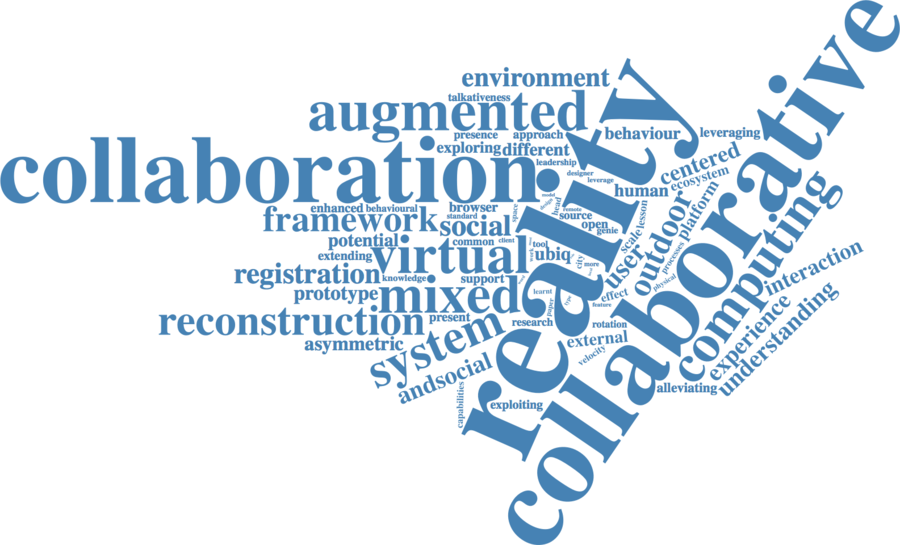 environment
talkativeness
augmented
presence
approach
behaviour
leveraging
exploring
different
leadership
centered
collaboration
designer
leverage
human
ecosystem
reality
collaborative
enhanced
behavioural
browser
framework
standard
social
space
model
design
head
remote
source
open
genie
scale
lesson
outdoor
platform
potential
common
client
virtual
extending
tool
ubiq
city
more
user
processes
physical
computing
registration
knowledge
support
interaction
prototype
mixed
learnt
paper
type
effect
feature
experience
understanding
reconstruction
present
research
rotation
asymmetric
system
external
velocity
andsocial
alleviating
capabilities
exploiting